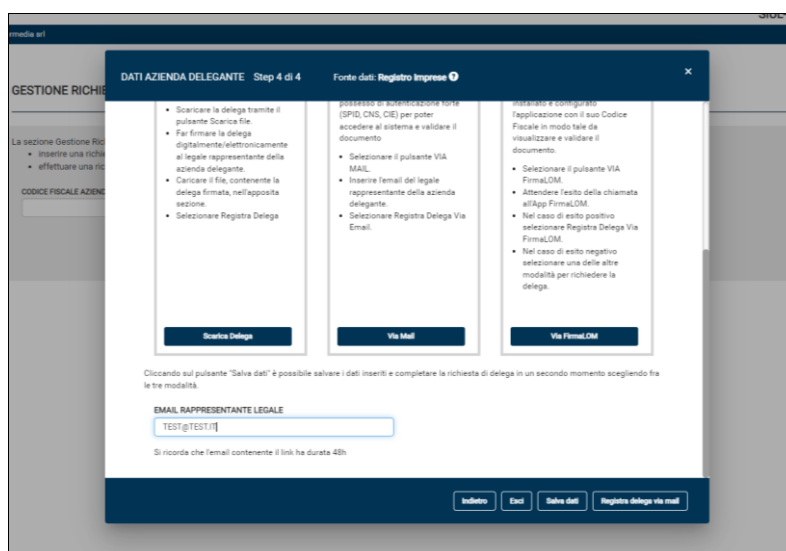 SIUL-
rmedia arl
DATI AZIENDA DELEGANTE Step 4 di 4 Fonte dati: Registro Imprese ?
×
GESTIONE RICHIE
La sezione Gestione Ric
• inserire una richie
• effettuare una ric
CODICE FISCALE AZIEND
• Scaricare la delega tramite il
pulsante Scarica file.
• Far firmare la delega
digitalmente/elettronicamente
al legale rappresentante della
azienda delegante.
• Caricare il file, contenente la
delega firmata, nell'apposita
sezione.
• Selezionare Registra Delega
Scarica Delega
possesso di autenticazione forte
(SPID, CNS, CIE) per poter
accedere al sistema e validare il
documento
• Selezionare il pulsante VIA
MAIL.
• Inserire l'email del legale
rappresentante della azienda
delegante.
• Selezionare Registra Delega Via
Email.
Via Mail
installato e configurato
l'applicazione con il suo Codice
Fiscale in modo tale da
visualizzare e validare il
documento.
• Selezionare il pulsante VIA
FirmaLOM.
• Attendere l'esito della chiamata
all'App FirmaLOM.
• Nel caso di esito positivo
selezionare Registra Delega Via
FirmaLOM.
• Nel caso di esito negativo
selezionare una delle altre
modalità per richiedere la
delega.
Via FirmaLOM
Cliccando sul pulsante "Salva dati" è possibile salvare i dati inseriti e completare la richiesta di delega in un secondo momento scegliendo fra
le tre modalità.
EMAIL RAPPRESENTANTE LEGALE
TEST@TEST.IT
Si ricorda che l'email contenente il link ha durata 48h
Indietro
Esci
Salva dati
Registra delega via mail